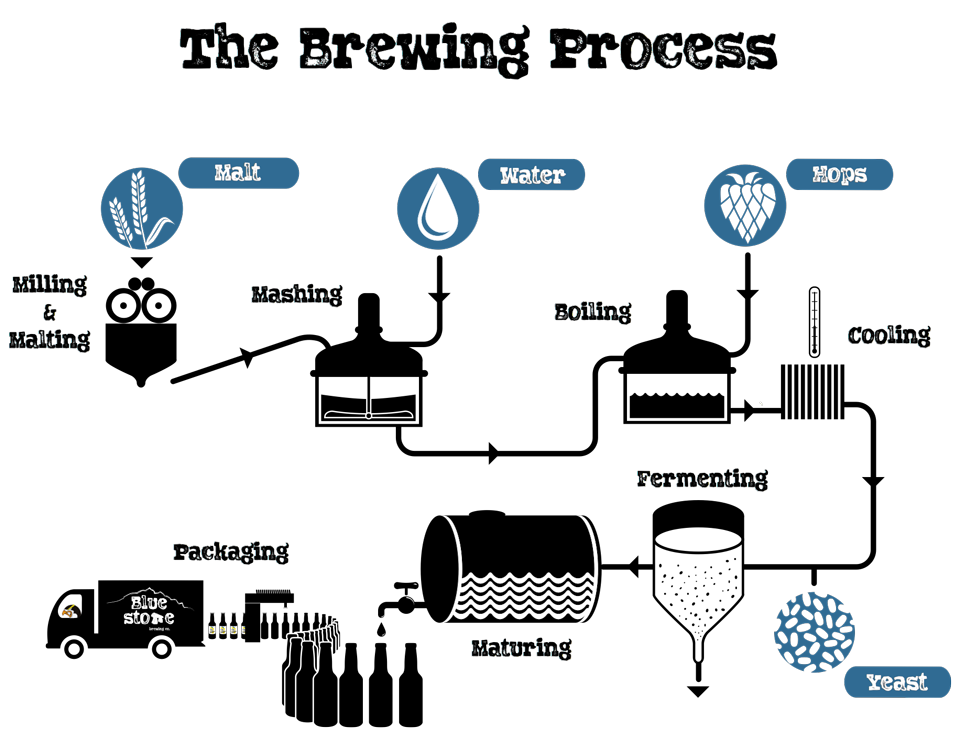 The Brewing Process
Malt
Water
Hops
Milling
&
Malting
Mashing
Boiling
Cooling
Fermenting
Packaging
Blue
stone
brewing co.
Maturing
Yeast